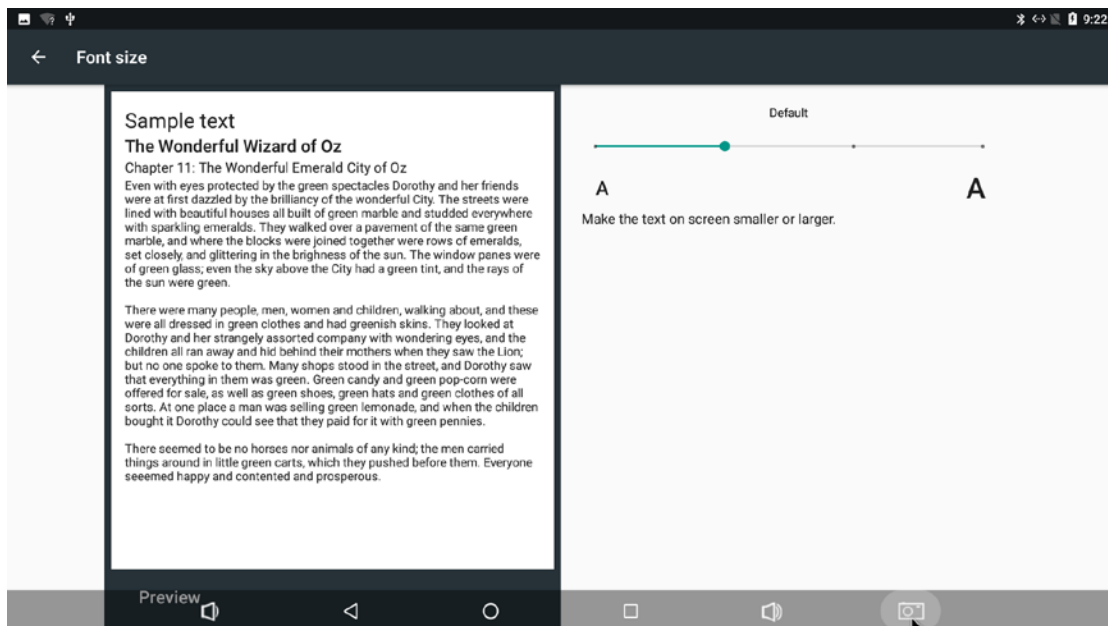 9:22
Font size
Sample text
The Wonderful Wizard of Oz
Chapter 11: The Wonderful Emerald City of Oz
Even with eyes protected by the green spectacles Dorothy and her friends
were at first dazzled by the brilliancy of the wonderful City. The streets were
lined with beautiful houses all built of green marble and studded everywhere
with sparkling emeralds. They walked over a pavement of the same green
marble, and where the blocks were joined together were rows of emeralds,
set closely, and glittering in the brighness of the sun. The window panes were
of green glass; even the sky above the City had a green tint, and the rays of
the sun were green.
There were many people, men, women and children, walking about, and these
were all dressed in green clothes and had greenish skins. They looked at
Dorothy and her strangely assorted company with wondering eyes, and the
children all ran away and hid behind their mothers when they saw the Lion;
but no one spoke to them. Many shops stood in the street, and Dorothy saw
that everything in them was green. Green candy and green pop-corn were
offered for sale, as well as green shoes, green hats and green clothes of all
sorts. At one place a man was selling green lemonade, and when the children
bought it Dorothy could see that they paid for it with green pennies.
There seemed to be no horses nor animals of any kind; the men carried
things around in little green carts, which they pushed before them. Everyone
seeemed happy and contented and prosperous.
Preview
Default
A A
Make the text on screen smaller or larger.